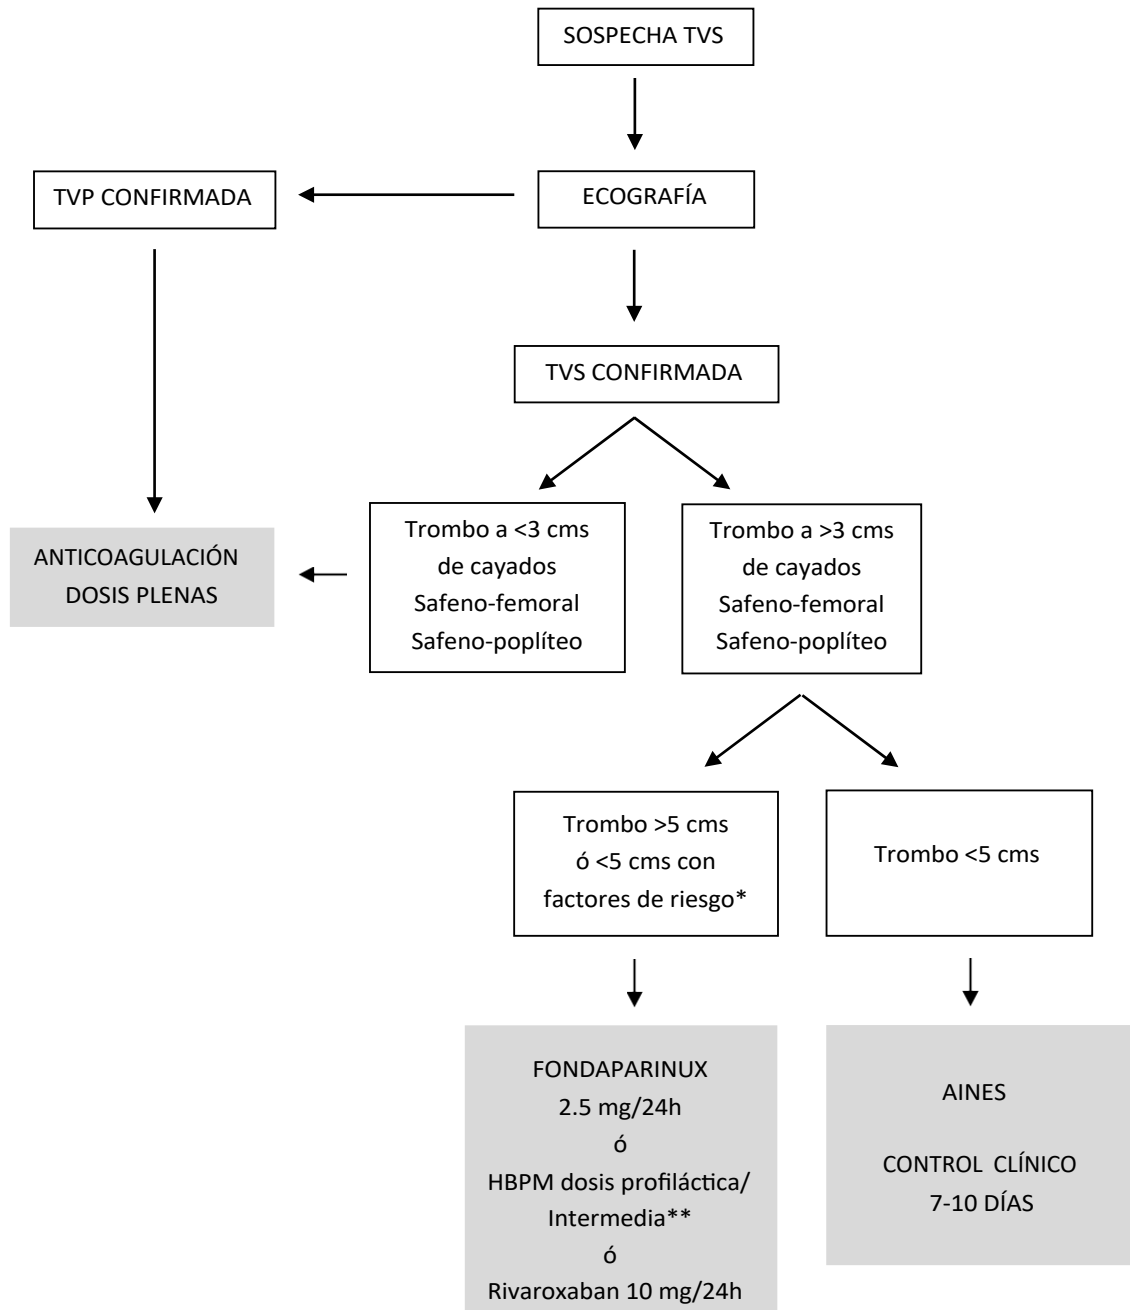 SOSPECHA TVS
TVP CONFIRMADA
ECOGRAFÍA
TVS CONFIRMADA
ANTICOAGULACIÓN
DOSIS PLENAS
Trombo a <3 cms
de cayados
Safeno-femoral
Safeno-poplíteo
Trombo a >3 cms
de cayados
Safeno-femoral
Safeno-poplíteo
Trombo >5 cms
ó <5 cms con
factores de riesgo*
Trombo <5 cms
FONDAPARINUX
2.5 mg/24h
ó
HBPM dosis profiláctica/
Intermedia**
ó
Rivaroxaban 10 mg/24h
AINES
CONTROL CLÍNICO
7-10 DÍAS